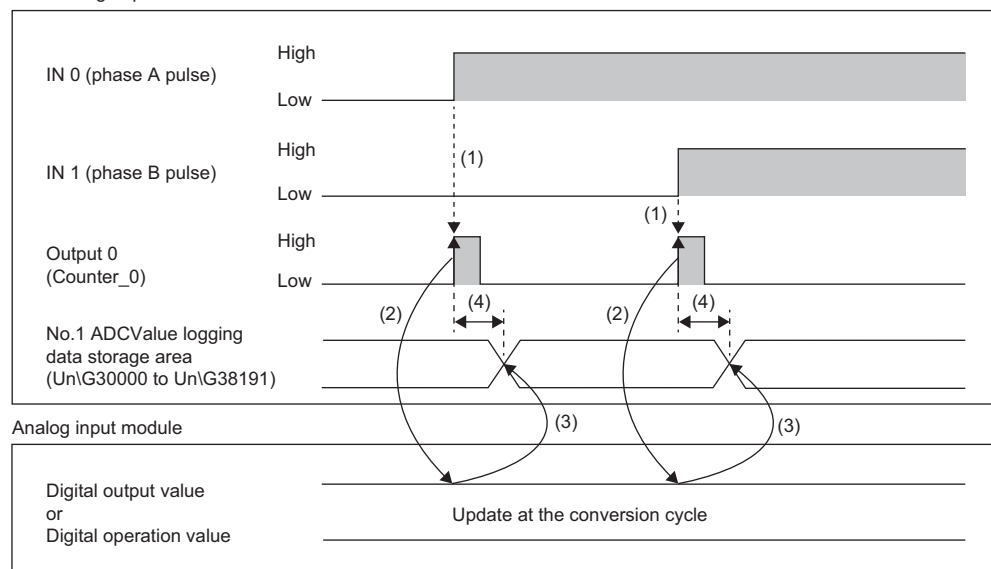 IN 0 (phase A pulse)
High
Low
(1)
IN 1 (phase B pulse)
High
Low
(1)
Output 0
(Counter_0)
High
Low
(2)
(4)
(2)
(4)
No.1 ADCValue logging
data storage area
(Un\G30000 to Un\G38191)
(3)
(3)
Analog input module
Digital output value
or
Digital operation value
Update at the conversion cycle